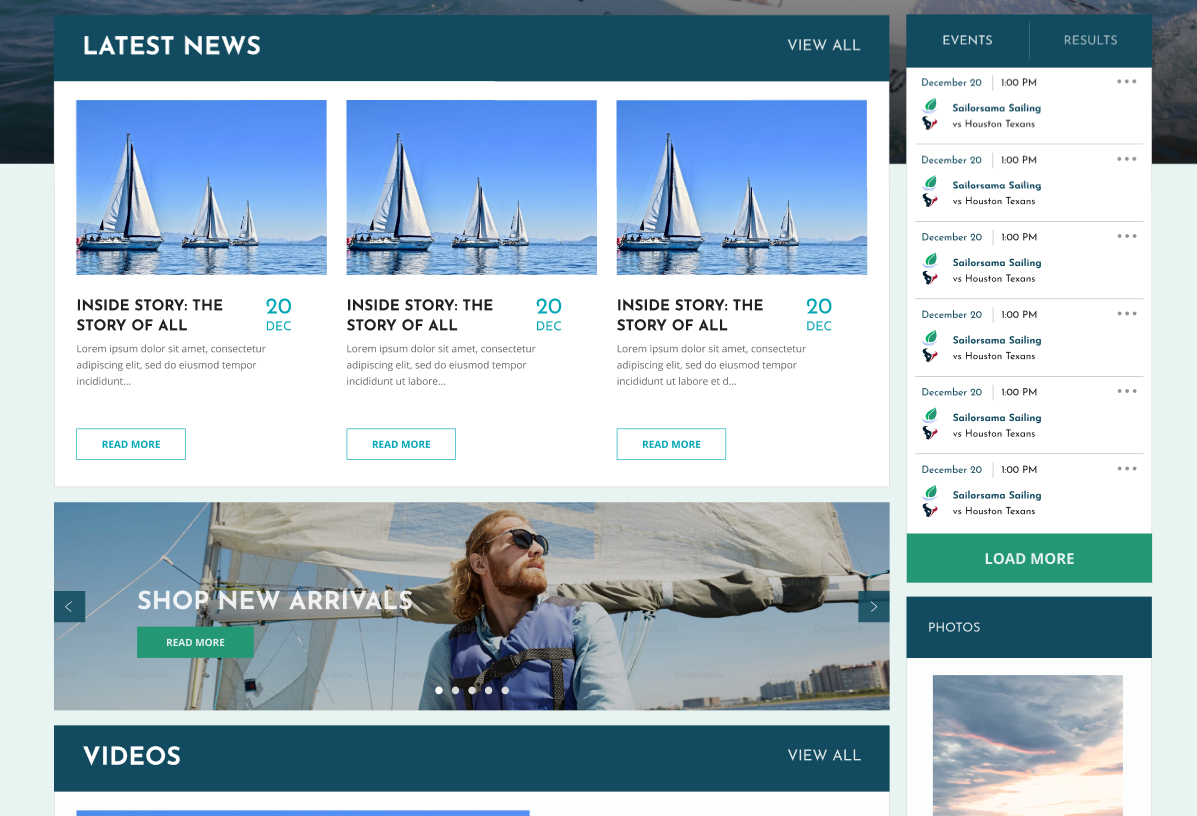 LATEST NEWS
VIEW ALL
INSIDE STORY: THE
STORY OF ALL
20
DEC
Lorem ipsum dolor sit amet, consectetur
adipiscing elit, sed do eiusmod tempor
incididunt...
READ MORE
INSIDE STORY: THE
STORY OF ALL
20
DEC
Lorem ipsum dolor sit amet, consectetur
adipiscing elit, sed do eiusmod tempor
incididunt ut labore...
READ MORE
INSIDE STORY: THE
STORY OF ALL
20
DEC
Lorem ipsum dolor sit amet, consectetur
adipiscing elit, sed do eiusmod tempor
incididunt ut labore et d...
READ MORE
SHOP NEW ARRIVALS
READ MORE
VIDEOS
VIEW ALL
EVENTS
RESULTS
December 20 1:00 PM
Sailorsama Sailing
vs Houston Texans
December 20 1:00 PM
Sailorsama Sailing
vs Houston Texans
December 20 1:00 PM
Sailorsama Sailing
vs Houston Texans
December 20 1:00 PM
Sailorsama Sailing
vs Houston Texans
December 20 1:00 PM
Sailorsama Sailing
vs Houston Texans
December 20 1:00 PM
Sailorsama Sailing
vs Houston Texans
LOAD MORE
PHOTOS